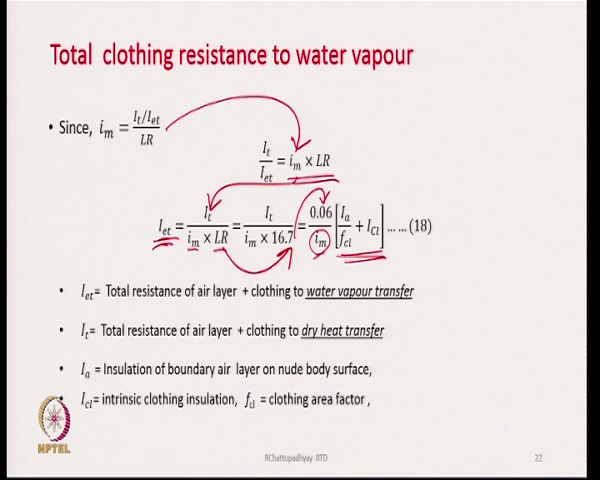 Total clothing resistance to water vapour
• Since, i_m = (I_t/I_et)/LR
I_t/I_et = i_m × LR
I_et = I_t/(i_m × LR) = I_t/(i_m × 16.7) = 0.06/i_m [I_a/f_cl + I_Cl] ... ... (18)
• I_et= Total resistance of air layer + clothing to water vapour transfer
• I_t= Total resistance of air layer + clothing to dry heat transfer
• I_a = Insulation of boundary air layer on nude body surface,
• I_cl= intrinsic clothing insulation, f_cl = clothing area factor ,
NPTEL
RChattopadhyay IITD
22